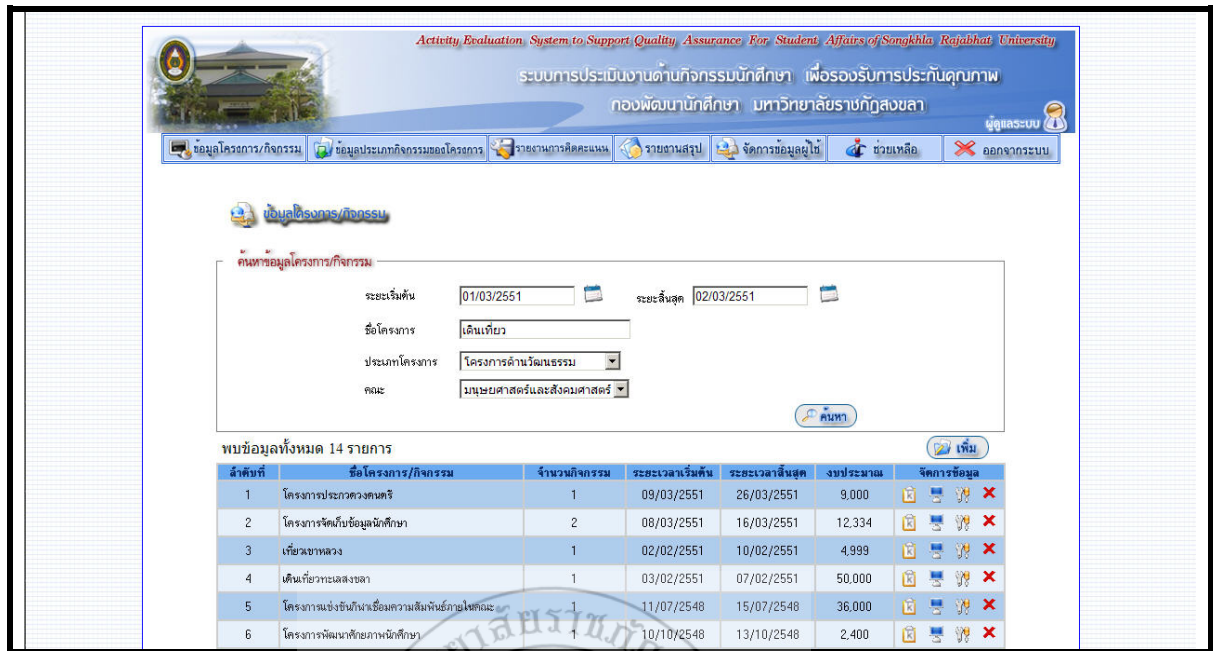 Activity Evaluation System to Support Quality Assurance For Student Affairs of Songkhla Rajabhat University
ระบบการประเมินงานด้านกิจกรรมนักศึกษา เพื่อรองรับการประกันคุณภาพ
กองพัฒนานักศึกษา มหาวิทยาลัยราชภัฏสงขลา
ผู้ดูแลระบบ
ข้อมูลโครงการ/กิจกรรม ข้อมูลประเภทกิจกรรมของโครงการ รายงานการคิดคะแนน รายงานสรุป จัดการข้อมูลผู้ใช้ ช่วยเหลือ ออกจากระบบ
ข้อมูลโครงการ/กิจกรรม
ค้นหาข้อมูลโครงการ/กิจกรรม
ระยะเริ่มต้น 01/03/2551 ระยะสิ้นสุด 02/03/2551
ชื่อโครงการ เดินเที่ยว
ประเภทโครงการ โครงการด้านวัฒนธรรม
คณะ มนุษยศาสตร์และสังคมศาสตร์
ค้นหา
พบข้อมูลทั้งหมด 14 รายการ เพิ่ม
ลำดับที่ ชื่อโครงการ/กิจกรรม จำนวนกิจกรรม ระยะเวลาเริ่มต้น ระยะเวลาสิ้นสุด งบประมาณ จัดการข้อมูล
1 โครงการประกวดวงดนตรี 1 09/03/2551 26/03/2551 9,000
2 โครงการจัดเก็บข้อมูลนักศึกษา 2 08/03/2551 16/03/2551 12,334
3 เที่ยวเขาหลวง 1 02/02/2551 10/02/2551 4,999
4 เดินเที่ยวทะเลสงขลา 1 03/02/2551 07/02/2551 50,000
5 โครงการแข่งขันกีฬาเชื่อมความสัมพันธ์ภายในคณะ 1 11/07/2548 15/07/2548 36,000
6 โครงการพัฒนาศักยภาพนักศึกษา 1 10/10/2548 13/10/2548 2,400